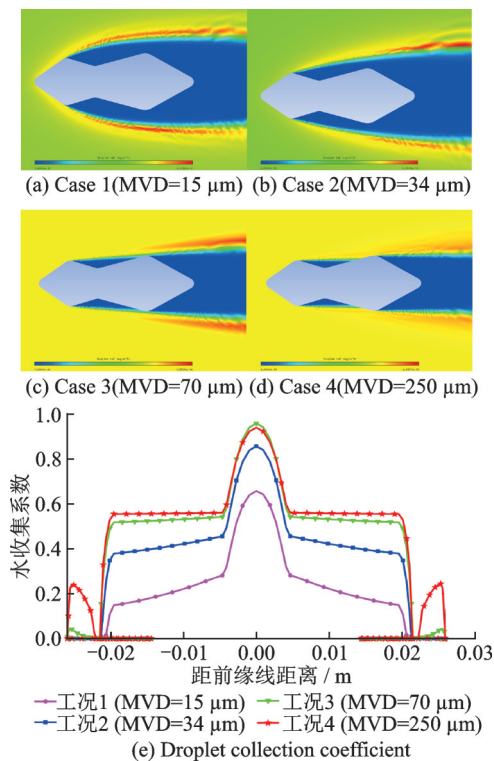 (a) Case 1(MVD=15 μm) (b) Case 2(MVD=34 μm)
(c) Case 3(MVD=70 μm) (d) Case 4(MVD=250 μm)
水收集系数
1.0
0.8
0.6
0.4
0.2
0.0
−0.02 −0.01 0.00 0.01 0.02 0.03
距前缘线距离 / m
工况1 (MVD=15 μm) 工况3 (MVD=70 μm)
工况2 (MVD=34 μm) 工况4 (MVD=250 μm)
(e) Droplet collection coefficient